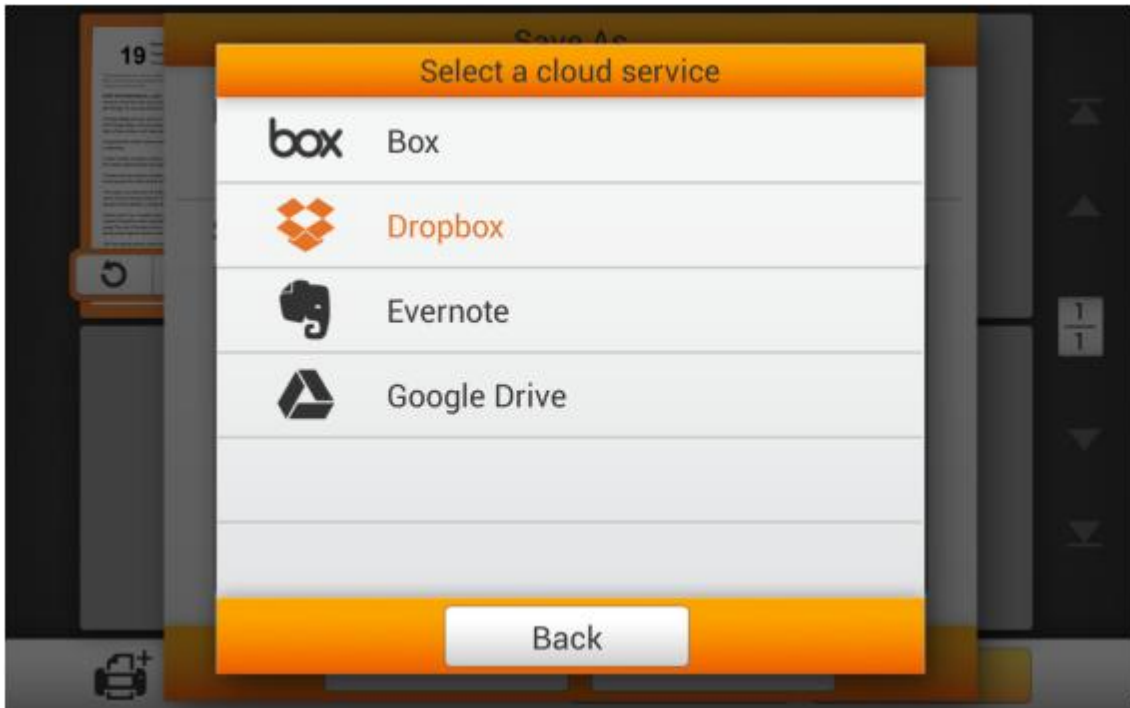 19
Save As
Select a cloud service
box Box
Dropbox
Evernote
Google Drive
1
1
Back